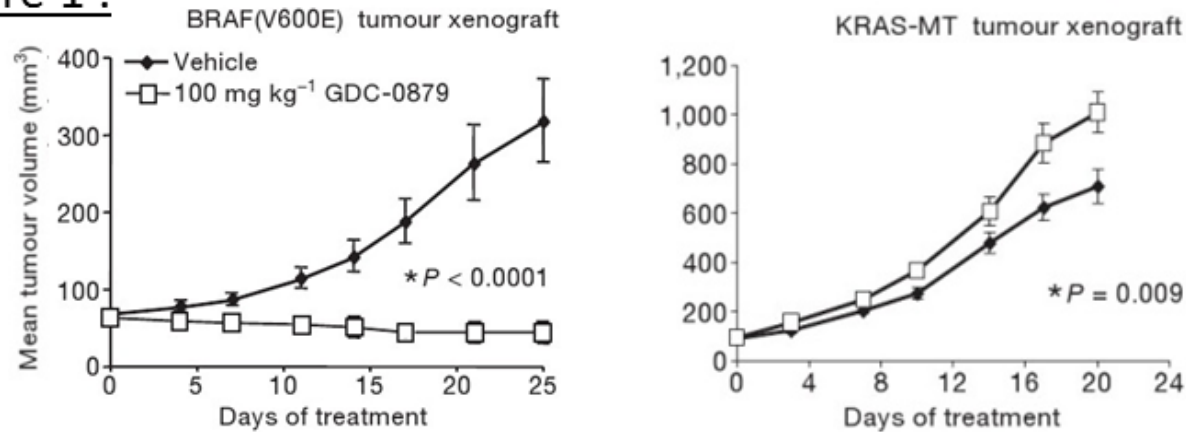 BRAF(V600E) tumour xenograft
Mean tumour volume (mm³)
400
300
200
100
0
Vehicle
100 mg kg⁻¹ GDC-0879
*P < 0.0001
0 5 10 15 20 25
Days of treatment
KRAS-MT tumour xenograft
1,200
1,000
800
600
400
200
0
*P = 0.009
0 4 8 12 16 20 24
Days of treatment